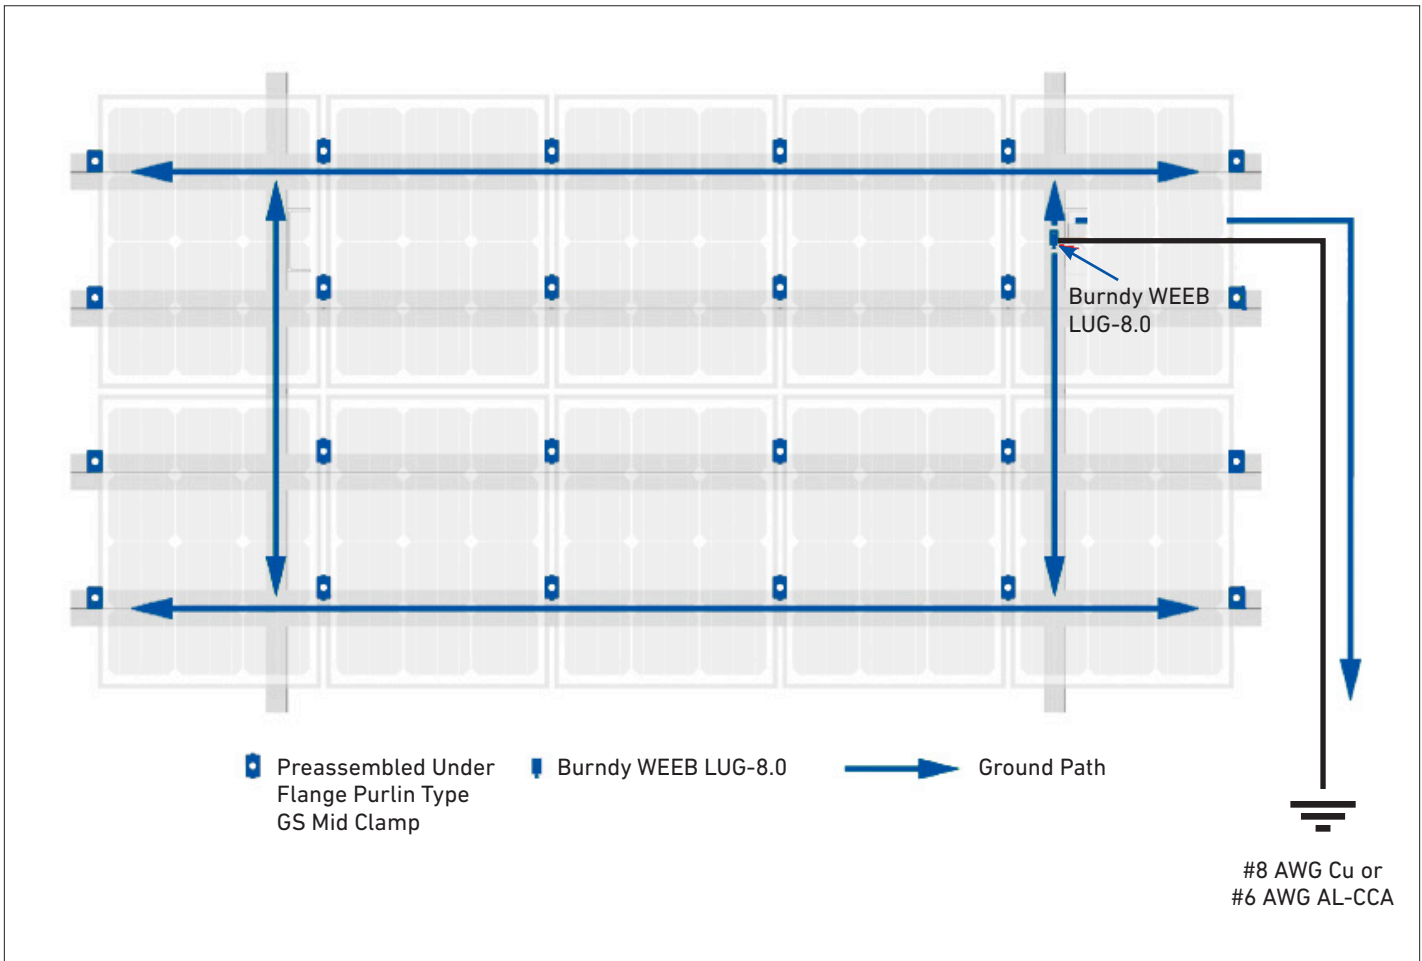 Burndy WEEB
LUG-8.0
Preassembled Under
Flange Purlin Type
GS Mid Clamp
Burndy WEEB LUG-8.0
Ground Path
#8 AWG Cu or
#6 AWG AL-CCA